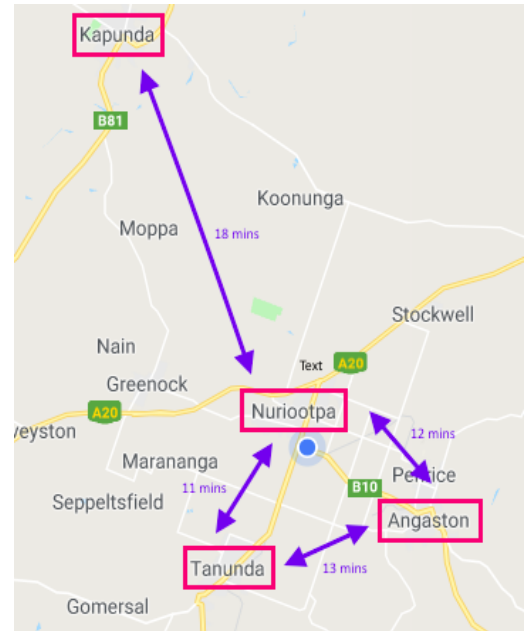 Kapunda
B81
Koonunga
Moppa
18 mins
Stockwell
Nain
Text
A20
Greenock
A20
Nuriootpa
veyston
12 mins
Marananga
Penrice
11 mins
B10
Seppeltsfield
Angaston
Tanunda
13 mins
Gomersal